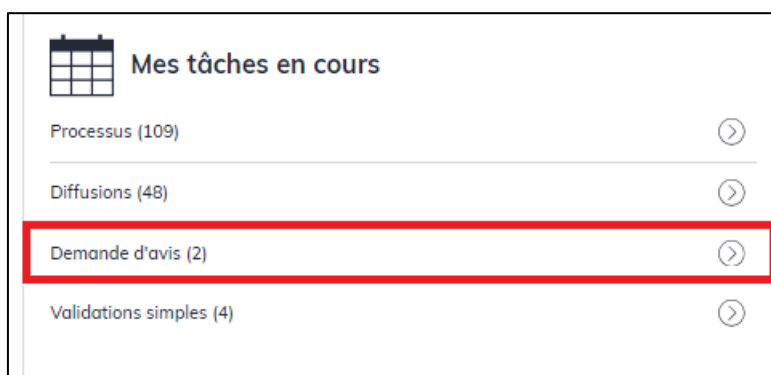 Mes tâches en cours
Processus (109)
Diffusions (48)
Demande d'avis (2)
Validations simples (4)